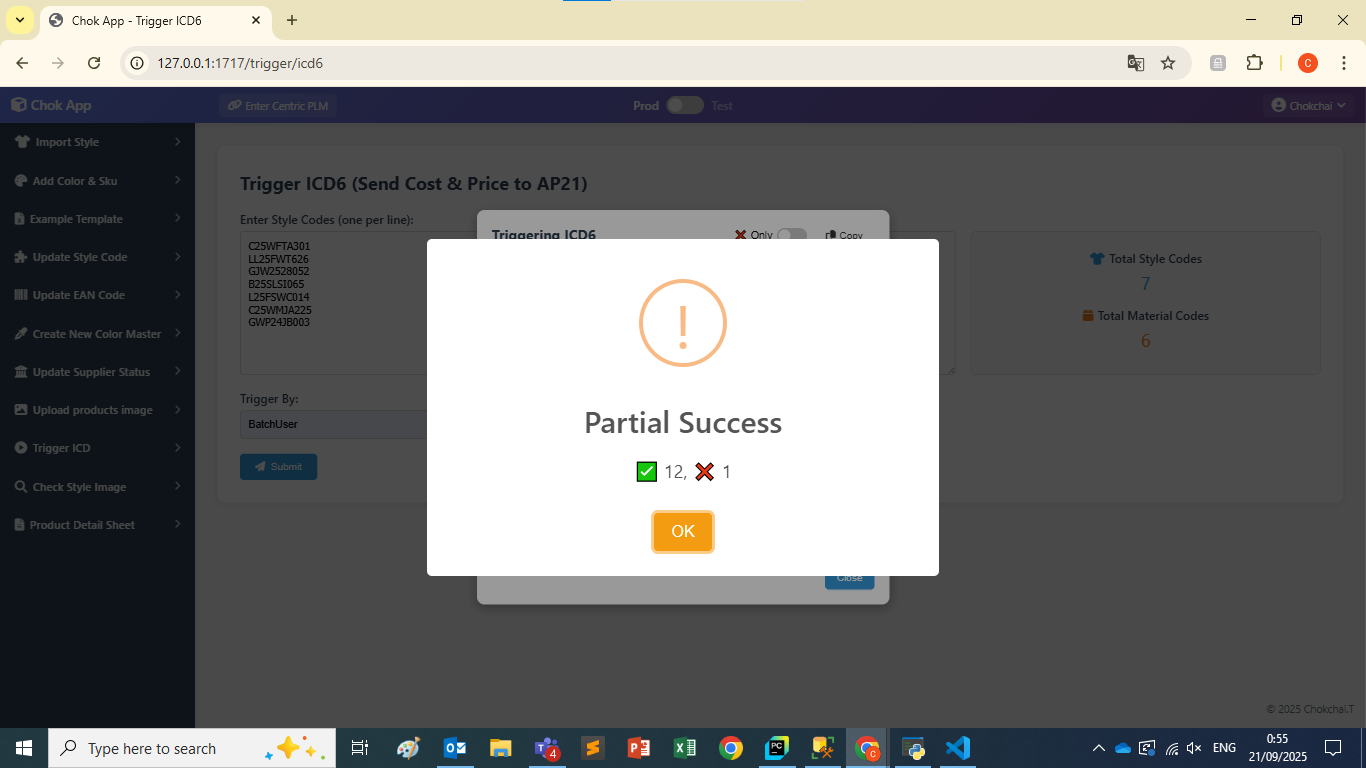 Chok App - Trigger ICD6
127.0.0.1:1717/trigger/icd6
C
Chok App
Enter Centric PLM
Prod
Test
Chokchai
Import Style
Add Color & Sku
Example Template
Update Style Code
Update EAN Code
Create New Color Master
Update Supplier Status
Upload products image
Trigger ICD
Check Style Image
Product Detail Sheet
Trigger ICD6 (Send Cost & Price to AP21)
Enter Style Codes (one per line):
C25WFTA301
LL25FWT626
GJW2528052
B25SLSI065
L25FSWC014
C25WMJA225
GWP24JB003
Total Style Codes
7
Total Material Codes
6
Trigger By:
BatchUser
Submit
Triggering ICD6
Only
Copy
Partial Success
✅ 12, ❌ 1
OK
Close
© 2025 Chokchai.T
Type here to search
4
PC
C
ENG
0:55
21/09/2025